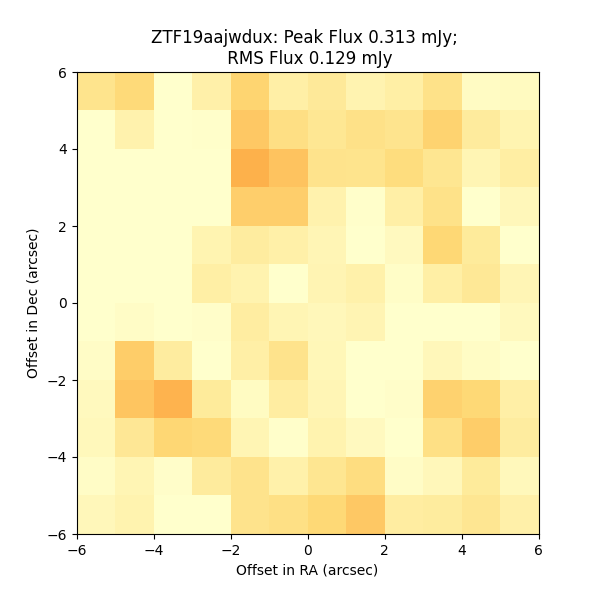 ZTF19aajwdux: Peak Flux 0.313 mJy;
RMS Flux 0.129 mJy
6
4
2
0
−2
−4
−6
Offset in Dec (arcsec)
−6 −4 −2 0 2 4 6
Offset in RA (arcsec)